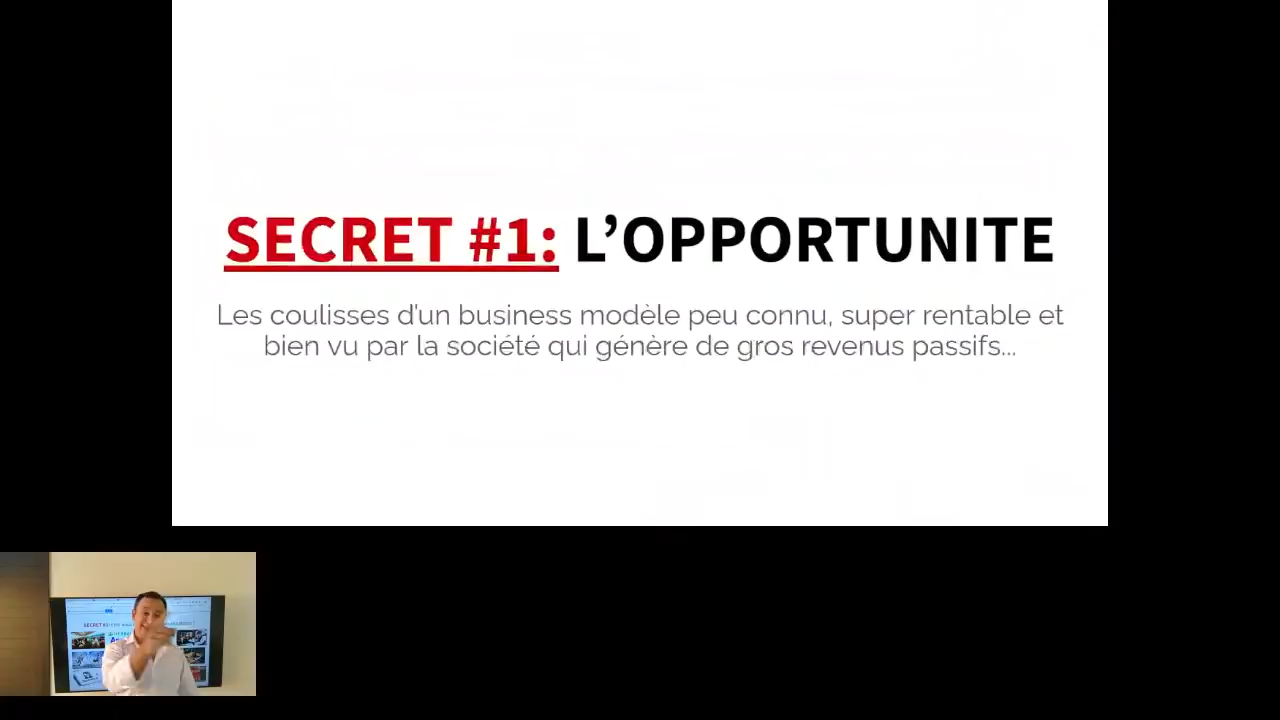 SECRET #1: L’OPPORTUNITE
Les coulisses d'un business modèle peu connu, super rentable et
bien vu par la société qui génère de gros revenus passifs...